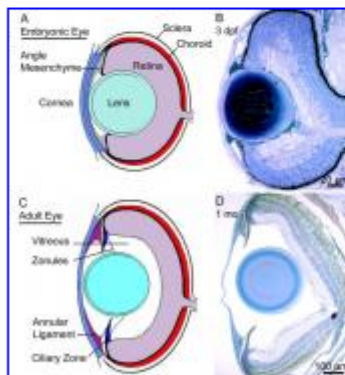 A
Embryonic Eye
Sclera
Choroid
Angle
Mesenchyme
Retina
Cornea
Lens
B
3 dpf
C
Adult Eye
Vitreous
Zonules
Annular
Ligament
Ciliary Zone
D
1 mo
100 µm